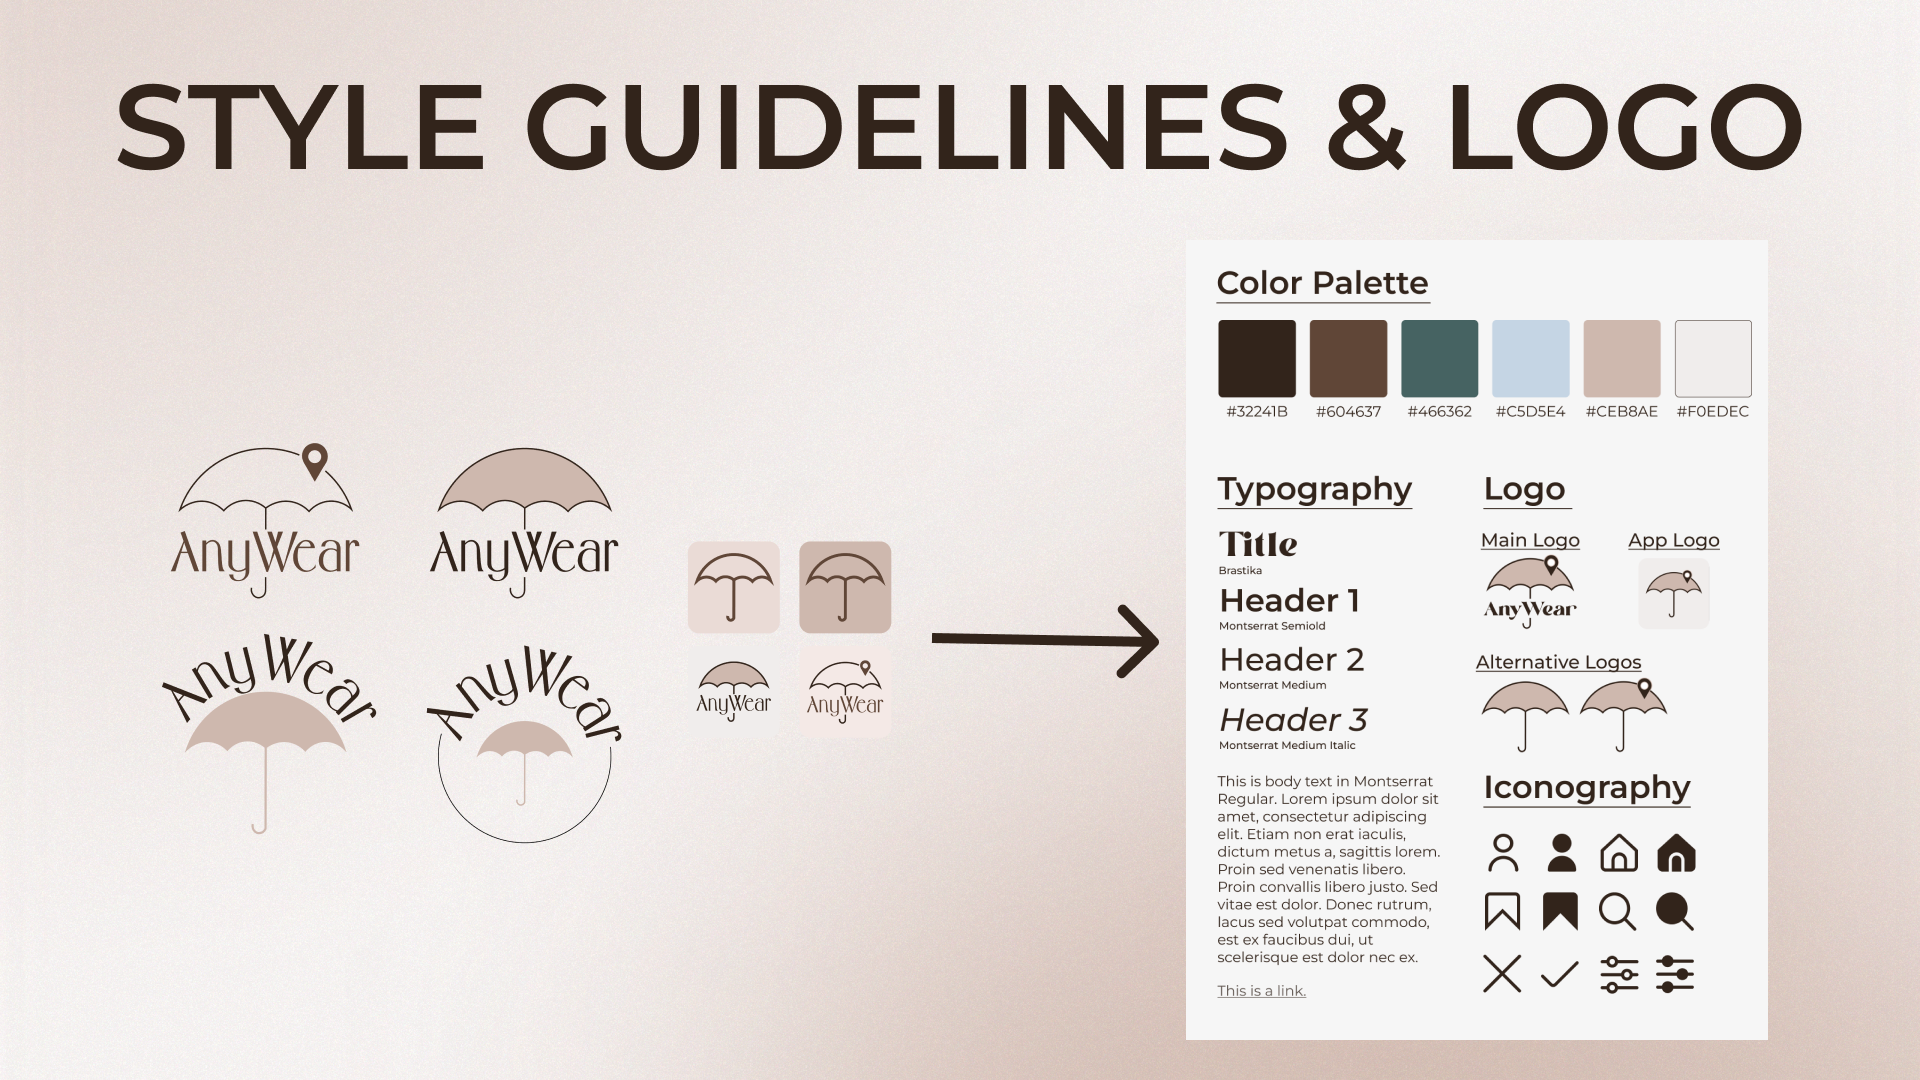 STYLE GUIDELINES & LOGO
AnyWear
AnyWear
AnyWear
AnyWear
AnyWear
AnyWear
Color Palette
#32241B #604637 #466362 #C5D5E4 #CEB8AE #F0EDEC
Typography
Title
Brastika
Header 1
Montserrat Semiold
Header 2
Montserrat Medium
Header 3
Montserrat Medium Italic
This is body text in Montserrat
Regular. Lorem ipsum dolor sit
amet, consectetur adipiscing
elit. Etiam non erat iaculis,
dictum metus a, sagittis lorem.
Proin sed venenatis libero.
Proin convallis libero justo. Sed
vitae est dolor. Donec rutrum,
lacus sed volutpat commodo,
est ex faucibus dui, ut
scelerisque est dolor nec ex.
This is a link.
Logo
Main Logo App Logo
AnyWear
Alternative Logos
Iconography